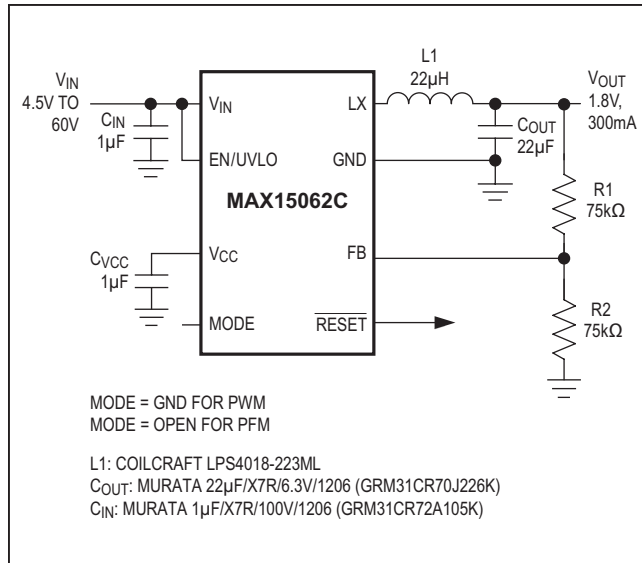 L1
22µH
VIN
4.5V TO
60V
CIN
1µF
VIN
LX
COUT
22µF
VOUT
1.8V,
300mA
EN/UVLO
GND
MAX15062C
R1
75kΩ
CVCC
1µF
VCC
FB
R2
75kΩ
MODE
RESET
MODE = GND FOR PWM
MODE = OPEN FOR PFM
L1: COILCRAFT LPS4018-223ML
COUT: MURATA 22µF/X7R/6.3V/1206 (GRM31CR70J226K)
CIN: MURATA 1µF/X7R/100V/1206 (GRM31CR72A105K)